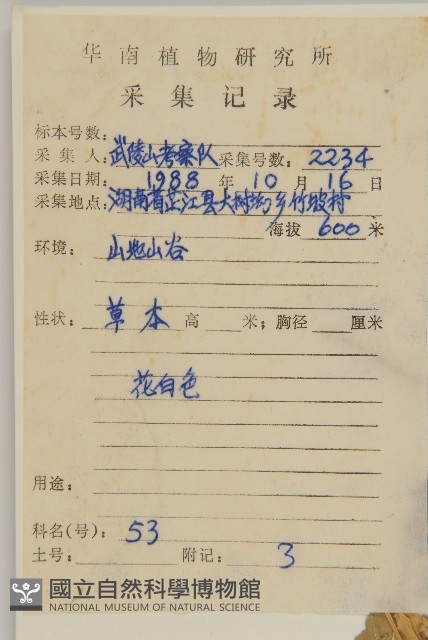 华南植物研究所
采集记录
标本号数：
采集人：武陵山考察队 采集号数：2234
采集日期：1988 年 10 月 16 日
采集地点：湖南省芷江县大树坳乡竹坡村
海拔 600 米
环境：山地山谷
性状：草本 高 米；胸径 厘米
花白色
用途：
科名(号)：53
土号： 附记：3
國立自然科學博物館
NATIONAL MUSEUM OF NATURAL SCIENCE